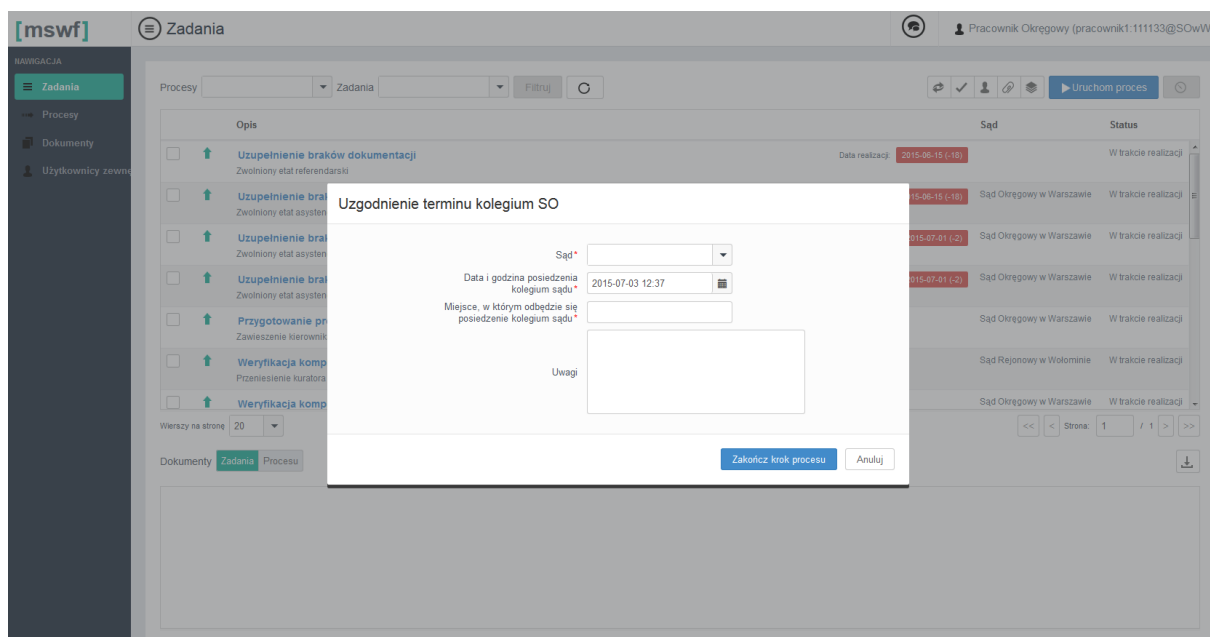 [mswf]
Zadania
Pracownik Okręgowy (pracownik1:111133@SOwW
NAWIGACJA
Zadania
Procesy
Dokumenty
Użytkownicy zewnę
Procesy
Zadania
Filtruj
Uruchom proces
Opis
Sąd
Status
Uzupełnienie braków dokumentacji
Data realizacji: 2015-06-15 (-18)
W trakcie realizacji
Zwolniony etat referendarski
Uzupełnienie brak
15-06-15 (-18)
Sąd Okręgowy w Warszawie
W trakcie realizacji
Zwolniony etat asysten
Uzupełnienie brak
015-07-01 (-2)
Sąd Okręgowy w Warszawie
W trakcie realizacji
Zwolniony etat asysten
Uzupełnienie brak
015-07-01 (-2)
Sąd Okręgowy w Warszawie
W trakcie realizacji
Zwolniony etat asysten
Przygotowanie pr
Sąd Okręgowy w Warszawie
W trakcie realizacji
Zawieszenie kierownik
Weryfikacja komp
Sąd Rejonowy w Wołominie
W trakcie realizacji
Przeniesienie kuratora
Weryfikacja komp
Sąd Okręgowy w Warszawie
W trakcie realizacji
Uzgodnienie terminu kolegium SO
Sąd*
Data i godzina posiedzenia
kolegium sądu*
2015-07-03 12:37
Miejsce, w którym odbędzie się
posiedzenie kolegium sądu*
Uwagi
Zakończ krok procesu
Anuluj
Wierszy na stronę 20
<< < Strona: 1 / 1 > >>
Dokumenty Zadania Procesu